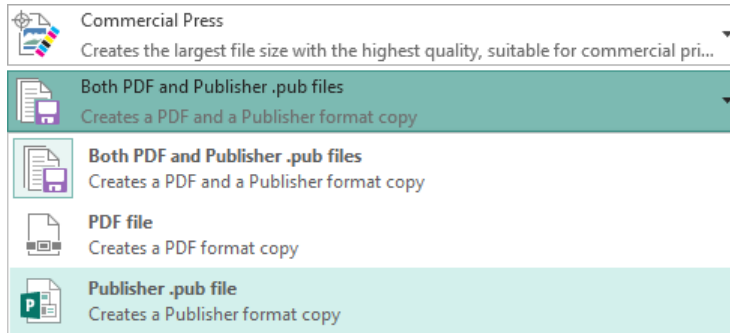 Commercial Press
Creates the largest file size with the highest quality, suitable for commercial pri...
Both PDF and Publisher .pub files
Creates a PDF and a Publisher format copy
Both PDF and Publisher .pub files
Creates a PDF and a Publisher format copy
PDF file
Creates a PDF format copy
P
Publisher .pub file
Creates a Publisher format copy